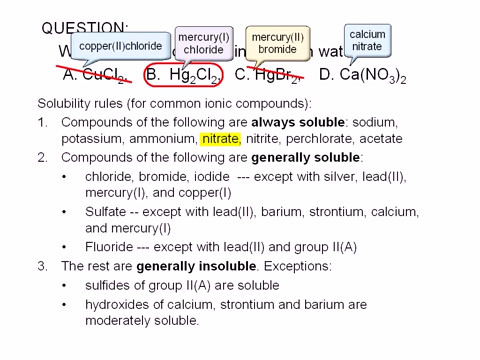 QUESTION:
copper(II)chloride
mercury(I)
chloride
mercury(II)
bromide
calcium
nitrate
A. CuCl2, B. Hg2Cl2, C. HgBr2, D. Ca(NO3)2
Solubility rules (for common ionic compounds):
1. Compounds of the following are always soluble: sodium,
potassium, ammonium, nitrate, nitrite, perchlorate, acetate
2. Compounds of the following are generally soluble:
• chloride, bromide, iodide --- except with silver, lead(II),
mercury(I), and copper(I)
• Sulfate -- except with lead(II), barium, strontium, calcium,
and mercury(I)
• Fluoride --- except with lead(II) and group II(A)
3. The rest are generally insoluble. Exceptions:
• sulfides of group II(A) are soluble
• hydroxides of calcium, strontium and barium are
moderately soluble.